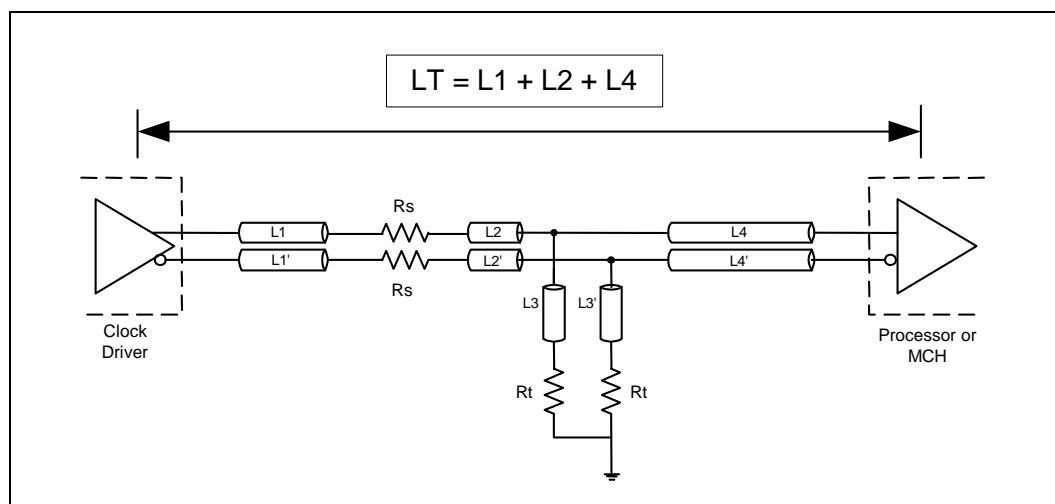 LT = L1 + L2 + L4
Rs
L1
L2
L4
L1'
L2'
L4'
Rs
L3
L3'
Clock
Driver
Processor or
MCH
Rt
Rt